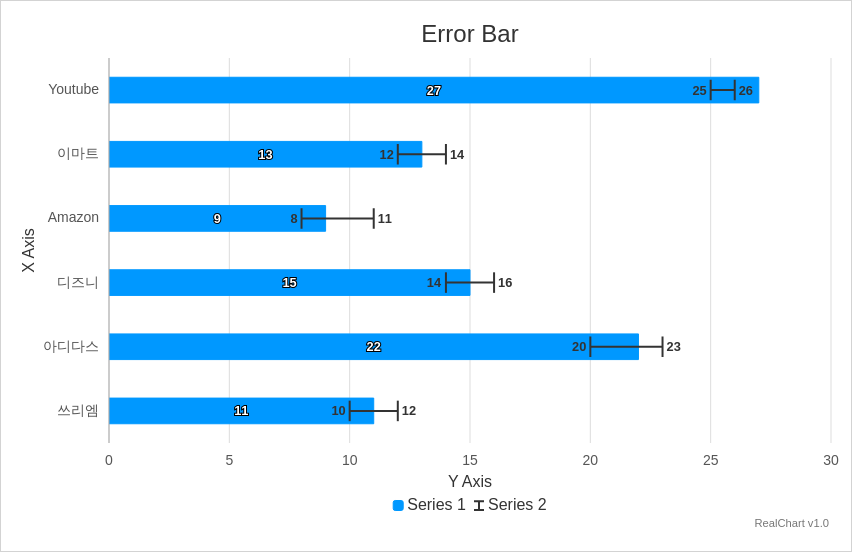 Error Bar
Youtube 27 25 26
이마트 13 12 14
Amazon 9 8 11
디즈니 15 14 16
아디다스 22 20 23
쓰리엠 11 10 12
X Axis
0 5 10 15 20 25 30
Y Axis
Series 1 Series 2
RealChart v1.0